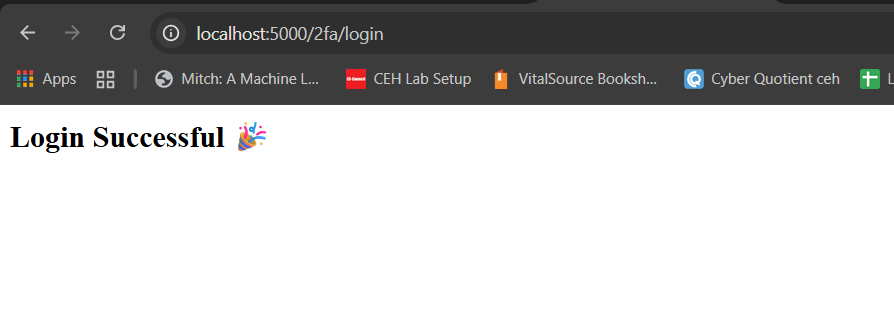 localhost:5000/2fa/login
Apps Mitch: A Machine L... CEH Lab Setup VitalSource Booksh... Cyber Quotient ceh L
Login Successful 🎉